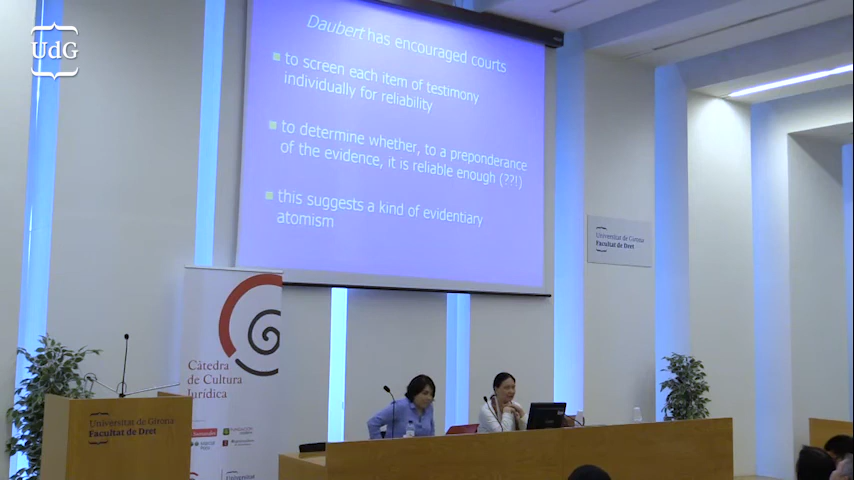 UdG
Daubert has encouraged courts
to screen each item of testimony
individually for reliability
to determine whether, to a preponderance
of the evidence, it is reliable enough (??!)
this suggests a kind of evidentiary
atomism
Universitat de Girona
Facultat de Dret
Càtedra
de Cultura
Jurídica
Universitat de Girona
Facultat de Dret
Universitat